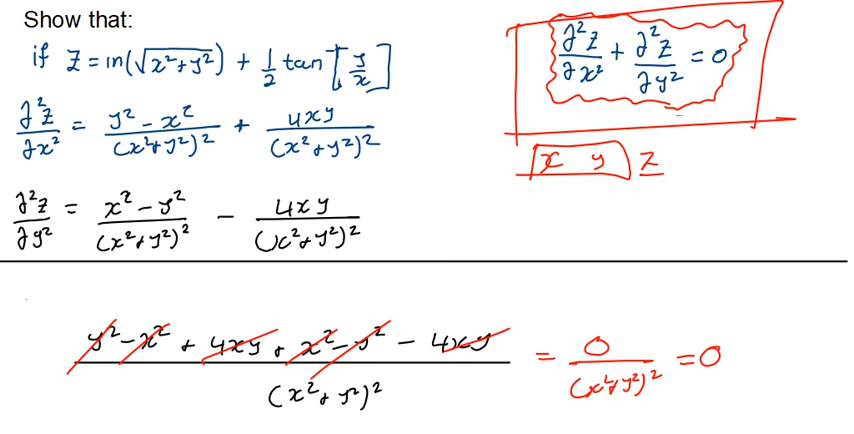 Show that:
if Z = ln(√x²+y²) + 1/2 tan [y/x]
∂²Z/∂x² + ∂²Z/∂y² = 0
∂²Z/∂x² = y² - x²/(x²+y²)² + 4xy/(x²+y²)²
x y z
∂²Z/∂y² = x² - y²/(x²+y²)² - 4xy/(x²+y²)²
y² - x² + 4xy + x² - y² - 4xy/(x²+y²)² = 0/(x²+y²)² = 0